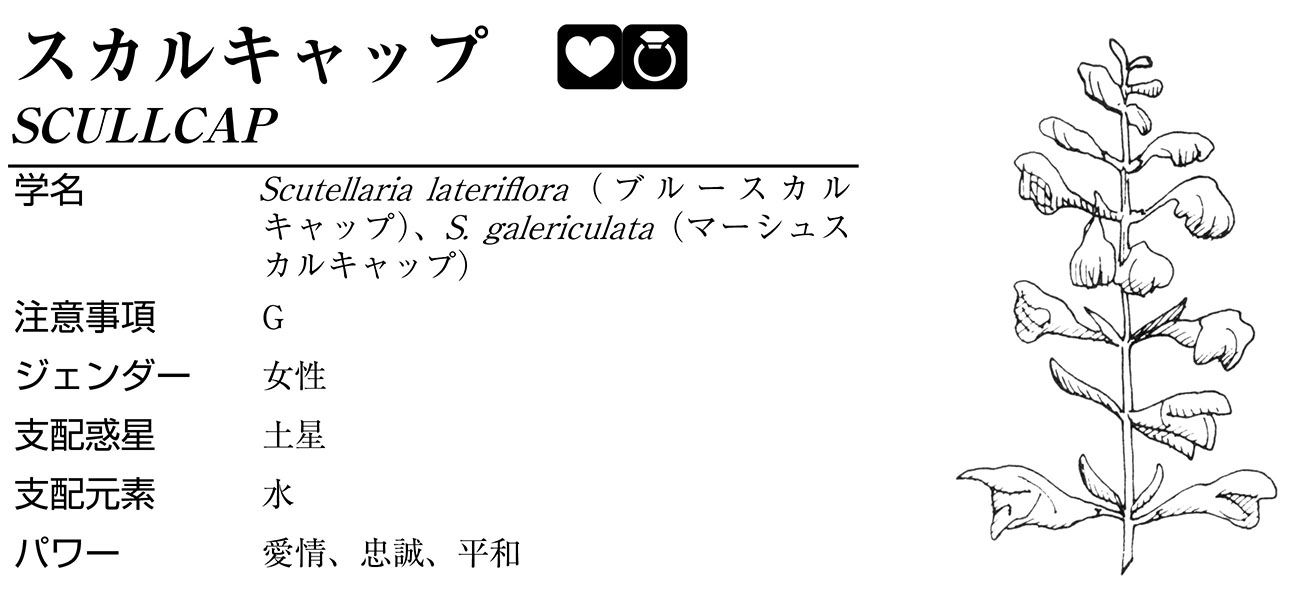 スカルキャップ
SCULLCAP
学名 Scutellaria lateriflora（ブルースカル
キャップ）、S. galericulata（マーシュス
カルキャップ）
注意事項 G
ジェンダー 女性
支配惑星 土星
支配元素 水
パワー 愛情、忠誠、平和